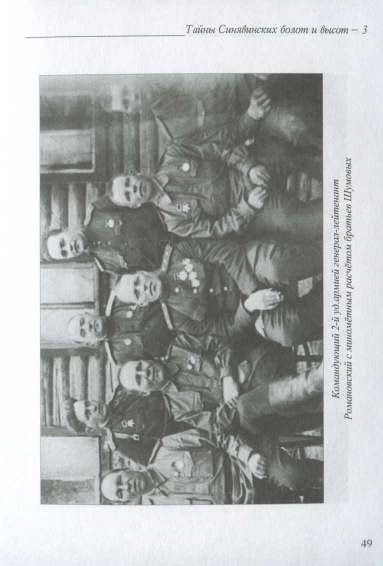 Тайны Синявинских болот и высот – 3
Командующий 2-й уд.армией генерал-лейтенант
Романовский с миномётным расчётом братьев Шумовых
49